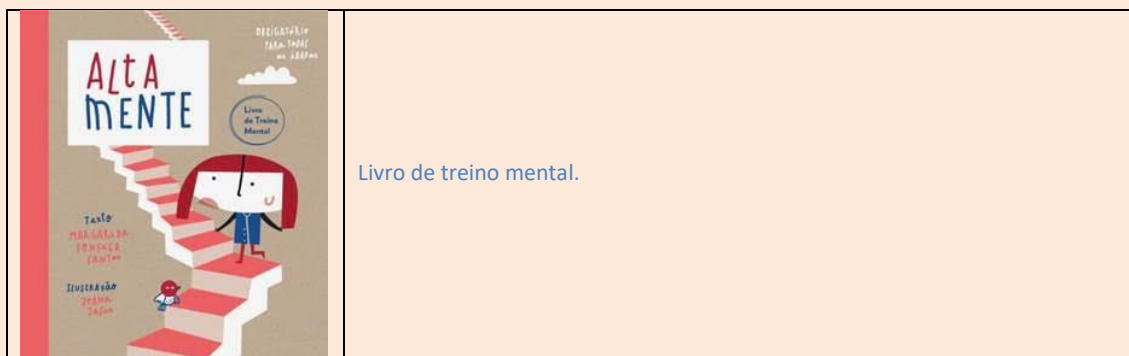 OBRIGATÓRIO
PARA TODAS
AS
ALTA
MENTE
Livro
de Treino
Mental
Livro de treino mental.
Texto
MARGARIDA
FONSECA
SANTOS
ILUSTRAÇÃO
JOANA